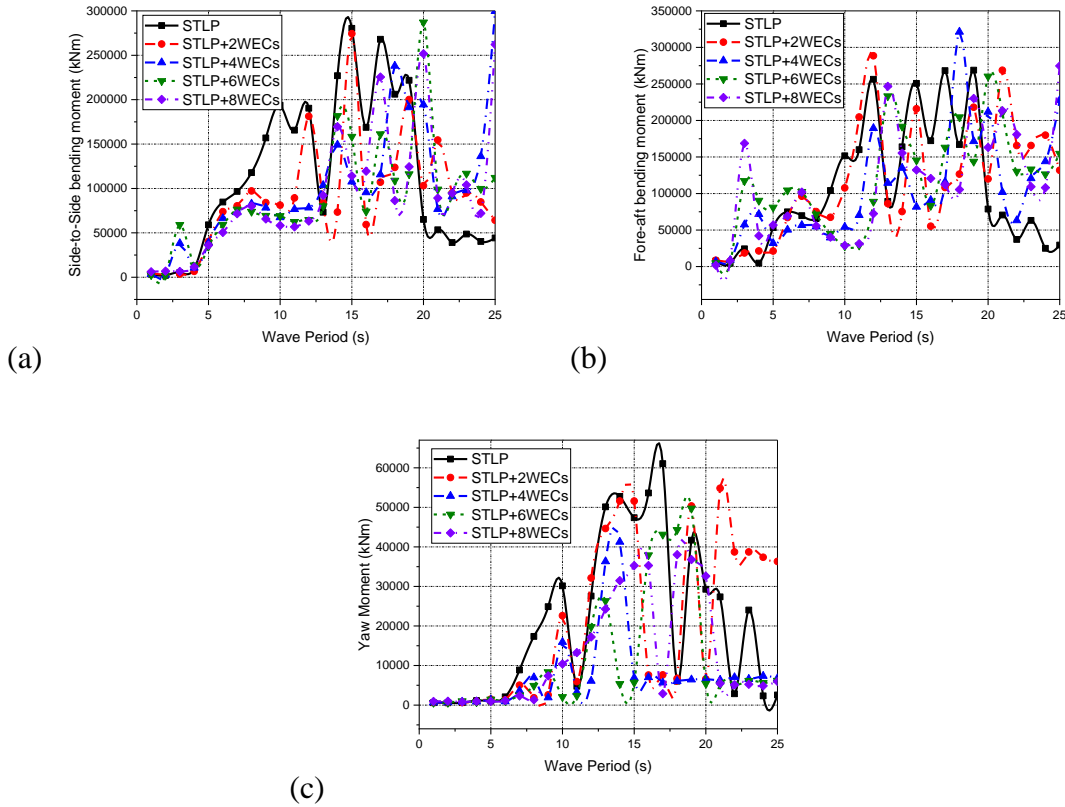 300000
250000
200000
150000
100000
50000
0
Side-to-Side bending moment (kNm)
STLP
STLP+2WECs
STLP+4WECs
STLP+6WECs
STLP+8WECs
0 5 10 15 20 25
Wave Period (s)
(a)
350000
300000
250000
200000
150000
100000
50000
0
Fore-aft bending moment (kNm)
STLP
STLP+2WECs
STLP+4WECs
STLP+6WECs
STLP+8WECs
0 5 10 15 20 25
Wave Period (s)
(b)
60000
50000
40000
30000
20000
10000
0
Yaw Moment (kNm)
STLP
STLP+2WECs
STLP+4WECs
STLP+6WECs
STLP+8WECs
0 5 10 15 20 25
Wave Period (s)
(c)